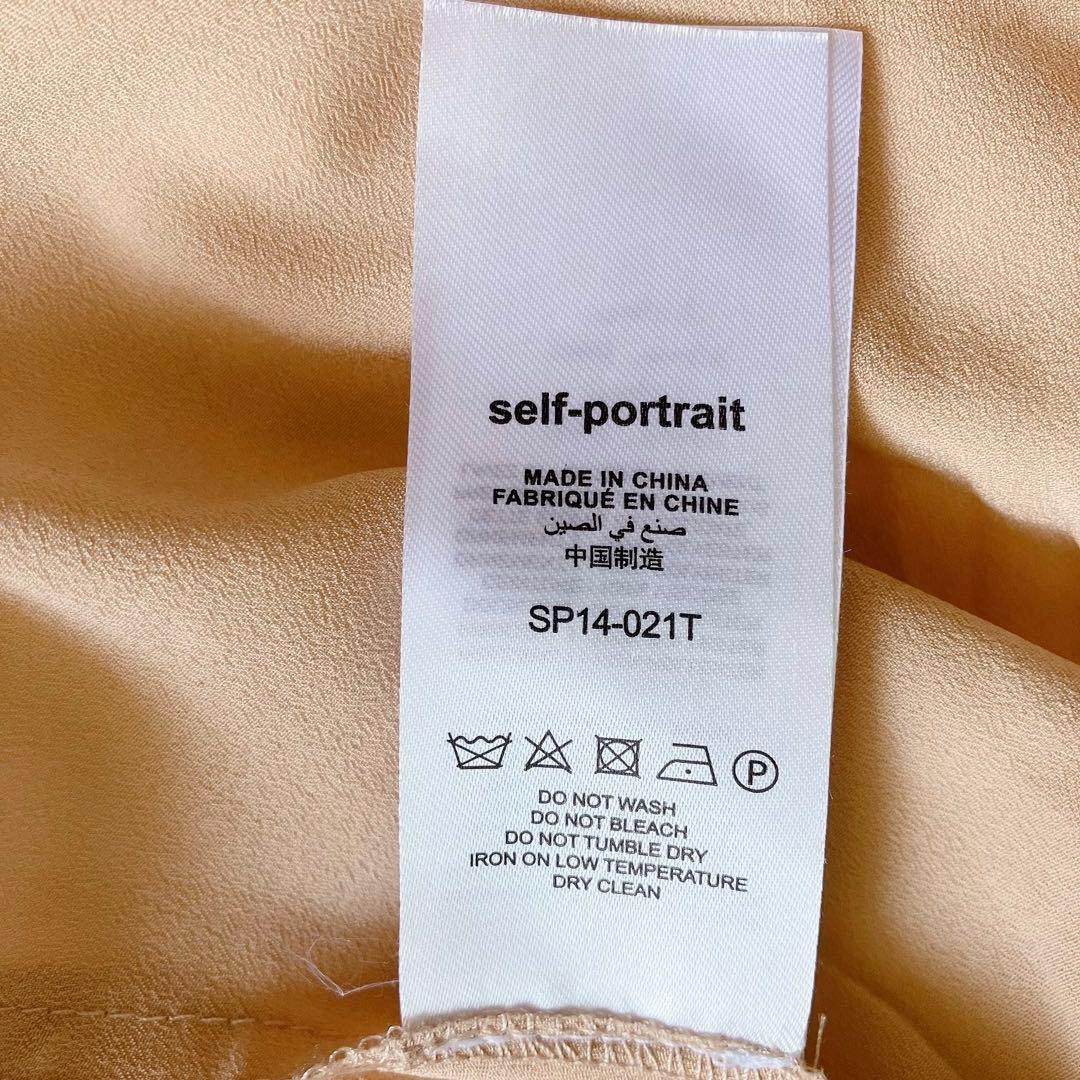 self-portrait
MADE IN CHINA
FABRIQUÉ EN CHINE
صنع في الصين
中国制造
SP14-021T
P
DO NOT WASH
DO NOT BLEACH
DO NOT TUMBLE DRY
IRON ON LOW TEMPERATURE
DRY CLEAN